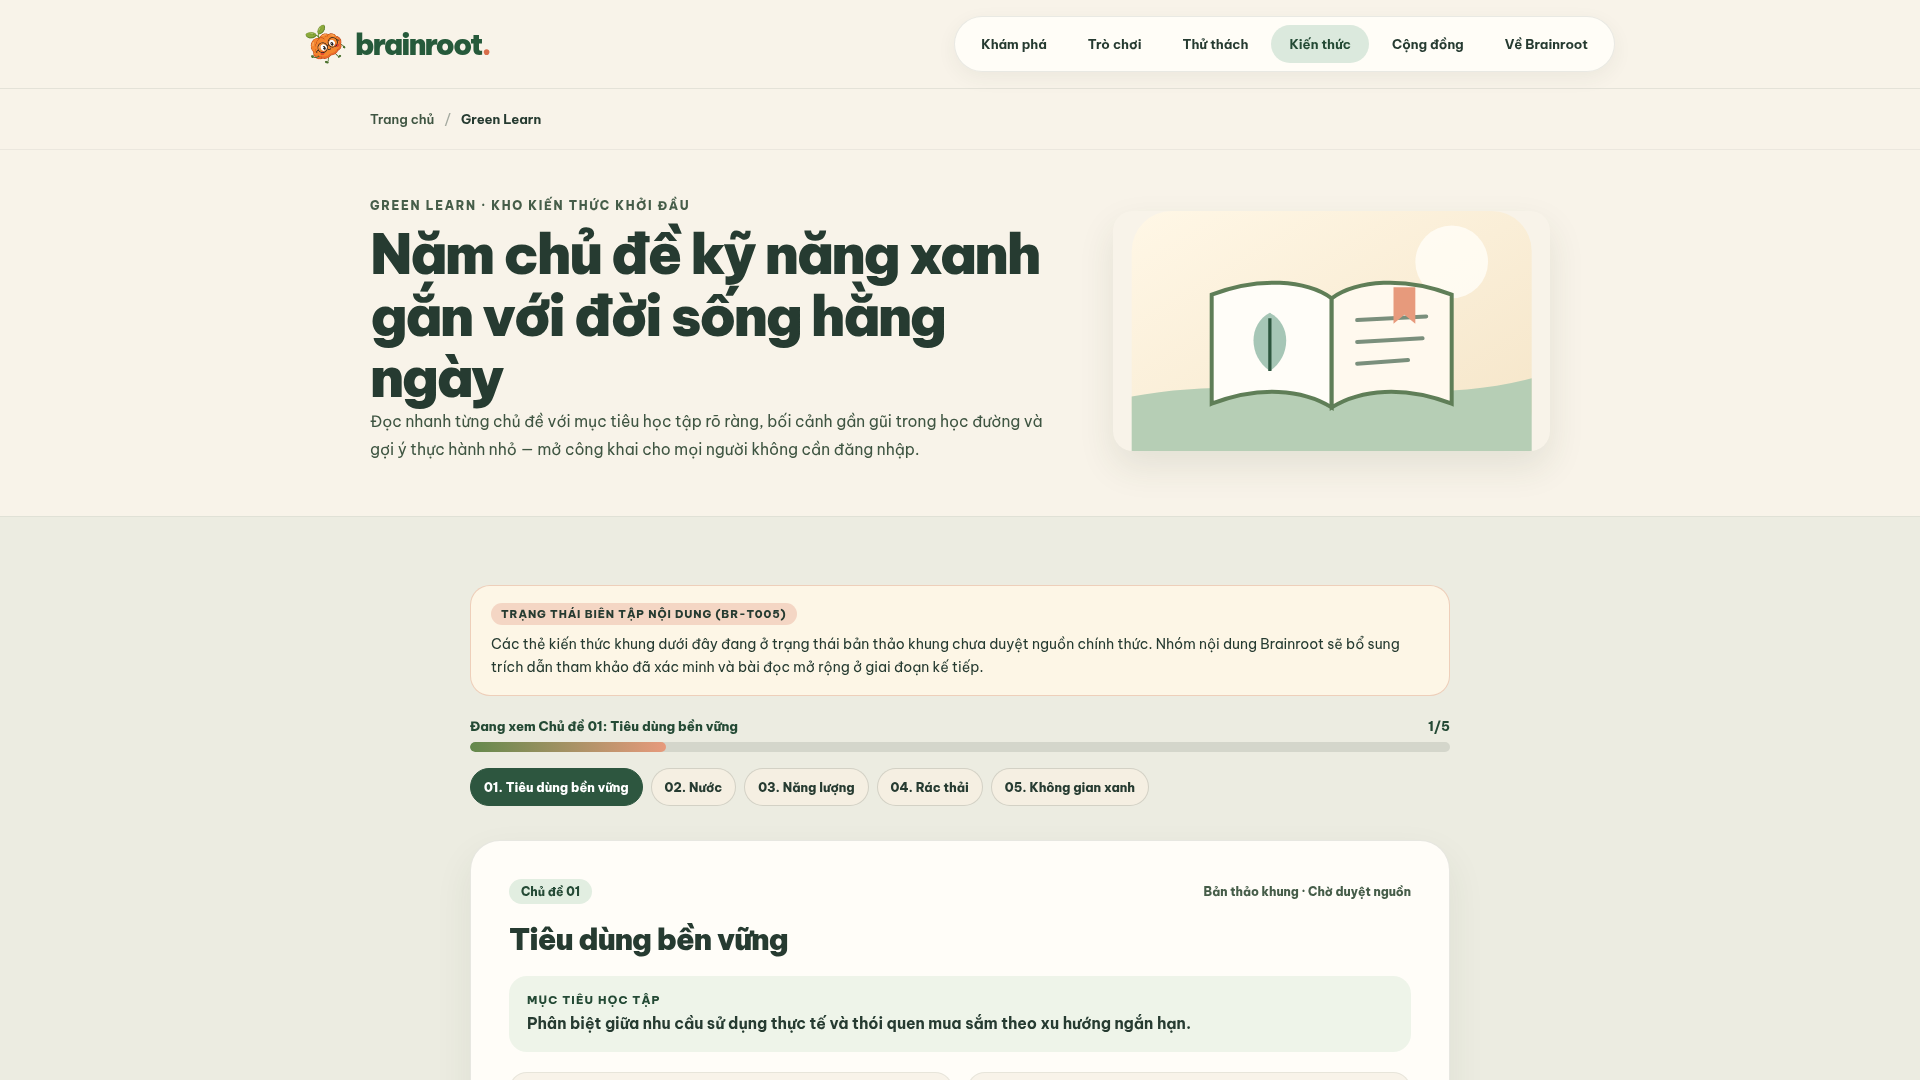 brainroot.
Khám phá
Trò chơi
Thử thách
Kiến thức
Cộng đồng
Về Brainroot
Trang chủ / Green Learn
GREEN LEARN · KHO KIẾN THỨC KHỞI ĐẦU
Năm chủ đề kỹ năng xanh
gắn với đời sống hằng
ngày
Đọc nhanh từng chủ đề với mục tiêu học tập rõ ràng, bối cảnh gần gũi trong học đường và
gợi ý thực hành nhỏ — mở công khai cho mọi người không cần đăng nhập.
TRẠNG THÁI BIÊN TẬP NỘI DUNG (BR-T005)
Các thẻ kiến thức khung dưới đây đang ở trạng thái bản thảo khung chưa duyệt nguồn chính thức. Nhóm nội dung Brainroot sẽ bổ sung
trích dẫn tham khảo đã xác minh và bài đọc mở rộng ở giai đoạn kế tiếp.
Đang xem Chủ đề 01: Tiêu dùng bền vững
1/5
01. Tiêu dùng bền vững
02. Nước
03. Năng lượng
04. Rác thải
05. Không gian xanh
Chủ đề 01
Bản thảo khung · Chờ duyệt nguồn
Tiêu dùng bền vững
MỤC TIÊU HỌC TẬP
Phân biệt giữa nhu cầu sử dụng thực tế và thói quen mua sắm theo xu hướng ngắn hạn.